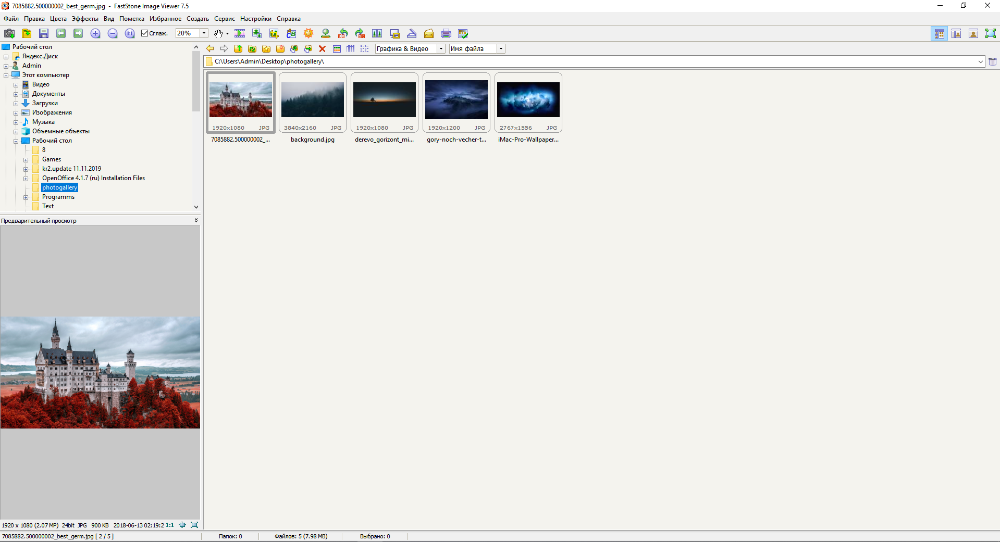 7085882.500000002_best_germ.jpg - FastStone Image Viewer 7.5
Файл Правка Цвета Эффекты Вид Пометка Избранное Создать Сервис Настройки Справка
Сглаж. 20%
Рабочий стол
Яндекс.Диск
Admin
Этот компьютер
Видео
Документы
Загрузки
Изображения
Музыка
Объемные объекты
Рабочий стол
8
Games
kr2.update 11.11.2019
OpenOffice 4.1.7 (ru) Installation Files
photogallery
Programms
Text
Графика & Видео Имя файла
C:\Users\Admin\Desktop\photogallery\
1920x1080 JPG
7085882.500000002_...
3840x2160 JPG
background.jpg
1920x1080 JPG
derevo_gorizont_mi...
1920x1200 JPG
gory-noch-vecher-t...
2767x1556 JPG
iMac-Pro-Wallpaper...
Предварительный просмотр
1920 x 1080 (2.07 MP) 24bit JPG 900 KB 2018-06-13 02:19:2 1:1
7085882.500000002_best_germ.jpg [ 2 / 5 ]
Папок: 0
Файлов: 5 (7.98 MB)
Выбрано: 0